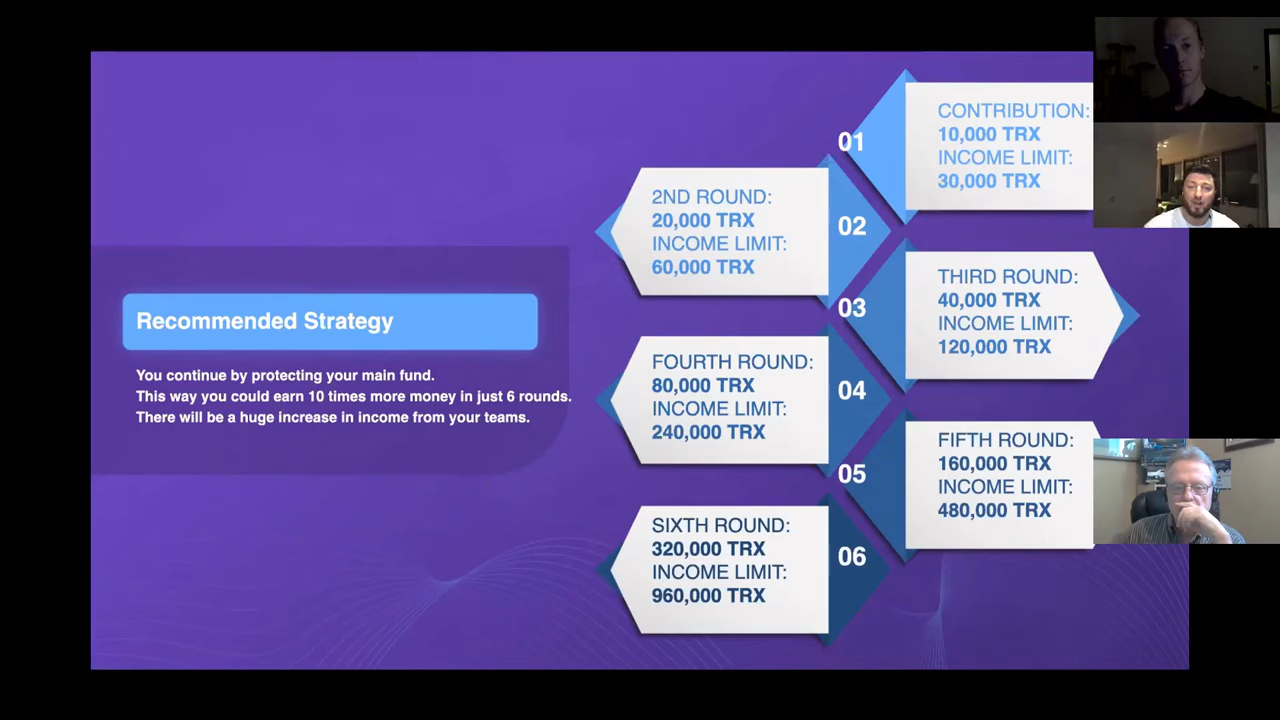 Recommended Strategy
You continue by protecting your main fund.
This way you could earn 10 times more money in just 6 rounds.
There will be a huge increase in income from your teams.
01
CONTRIBUTION:
10,000 TRX
INCOME LIMIT:
30,000 TRX
02
2ND ROUND:
20,000 TRX
INCOME LIMIT:
60,000 TRX
03
THIRD ROUND:
40,000 TRX
INCOME LIMIT:
120,000 TRX
04
FOURTH ROUND:
80,000 TRX
INCOME LIMIT:
240,000 TRX
05
FIFTH ROUND:
160,000 TRX
INCOME LIMIT:
480,000 TRX
06
SIXTH ROUND:
320,000 TRX
INCOME LIMIT:
960,000 TRX